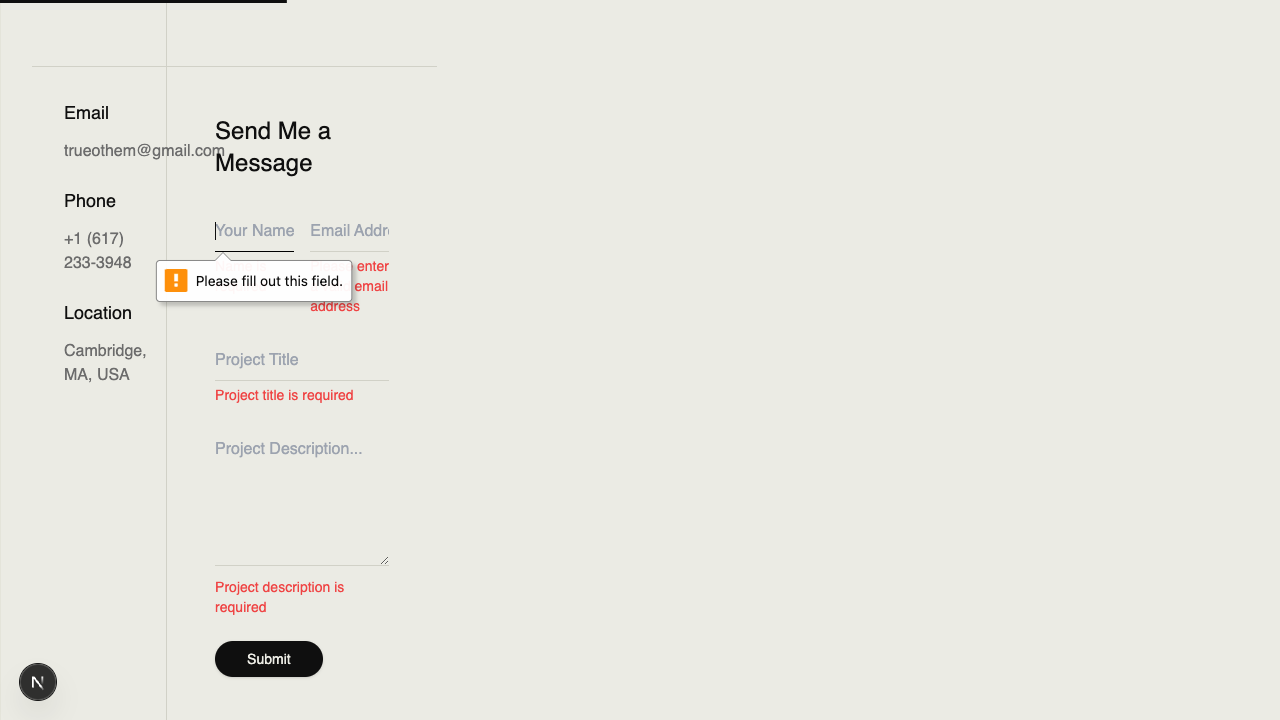 Email
trueothem@gmail.com
Phone
+1 (617)
233-3948
Location
Cambridge,
MA, USA
Send Me a
Message
Your Name
Email Addr
Please fill out this field.
enter
email
address
Project Title
Project title is required
Project Description...
Project description is
required
Submit
N